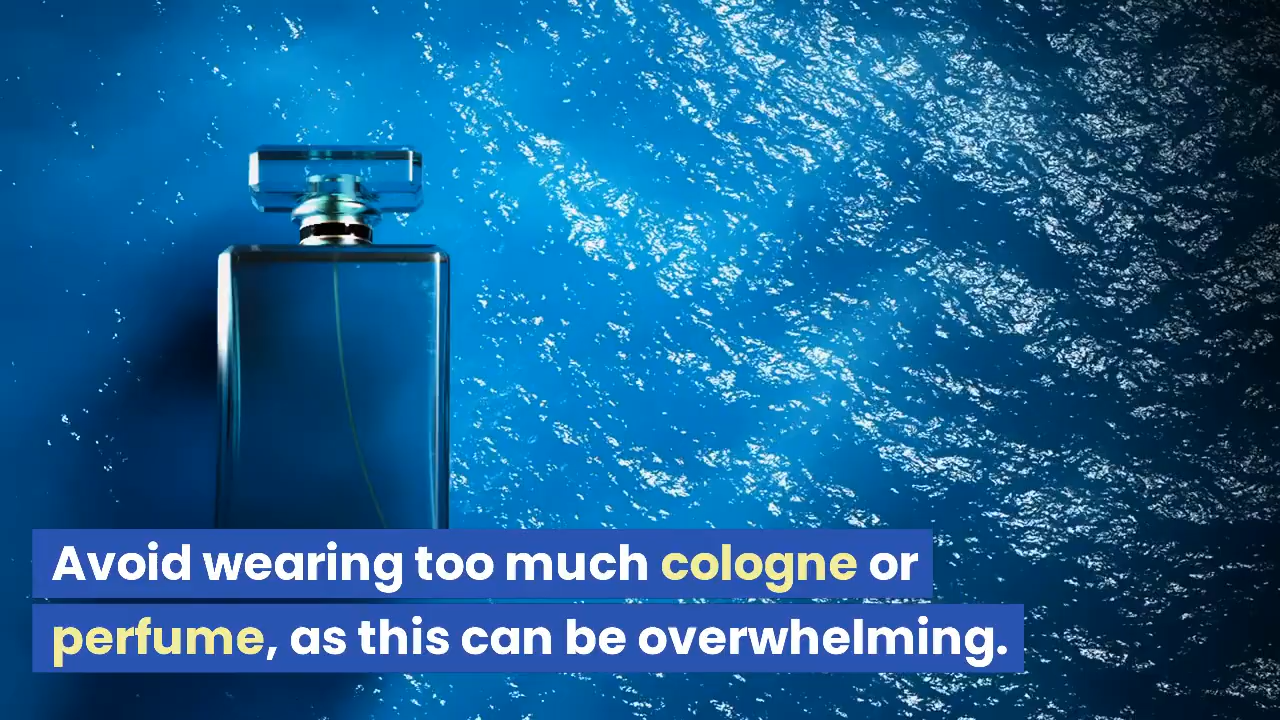 Avoid wearing too much cologne or
perfume, as this can be overwhelming.